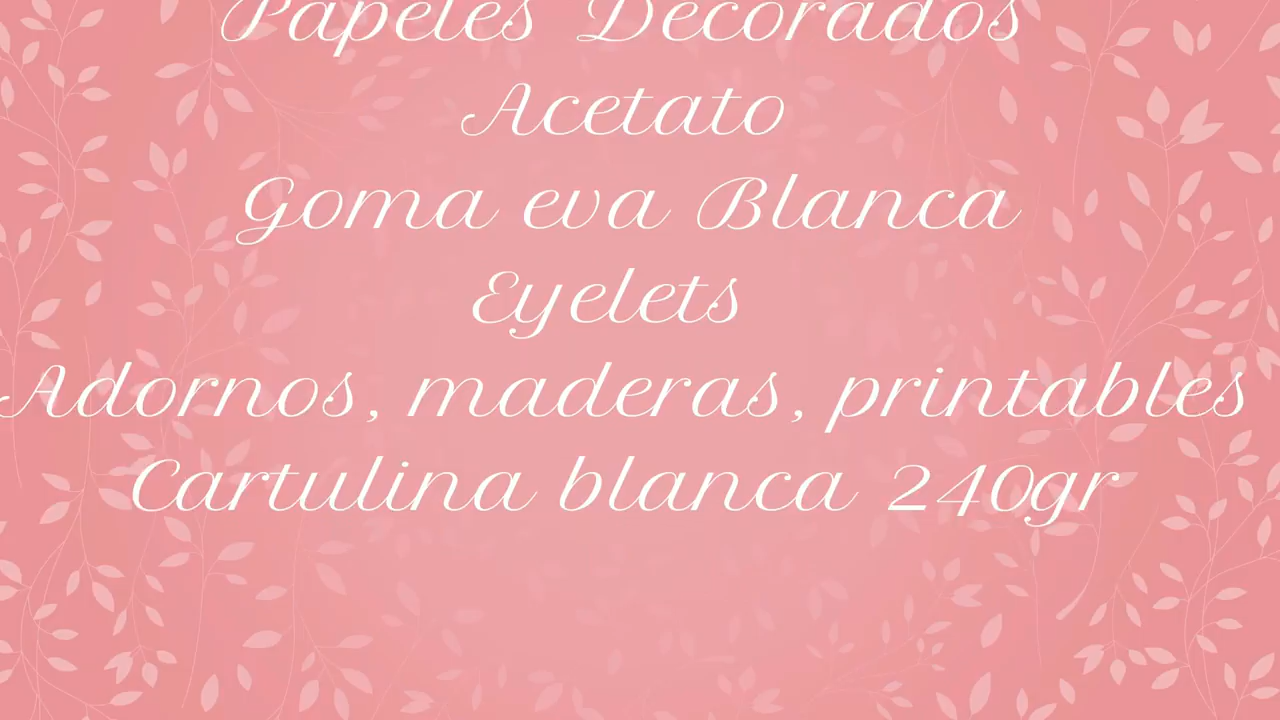 Papeles Decorados
Acetato
Goma eva Blanca
Eyelets
Adornos, maderas, printables
Cartulina blanca 240gr